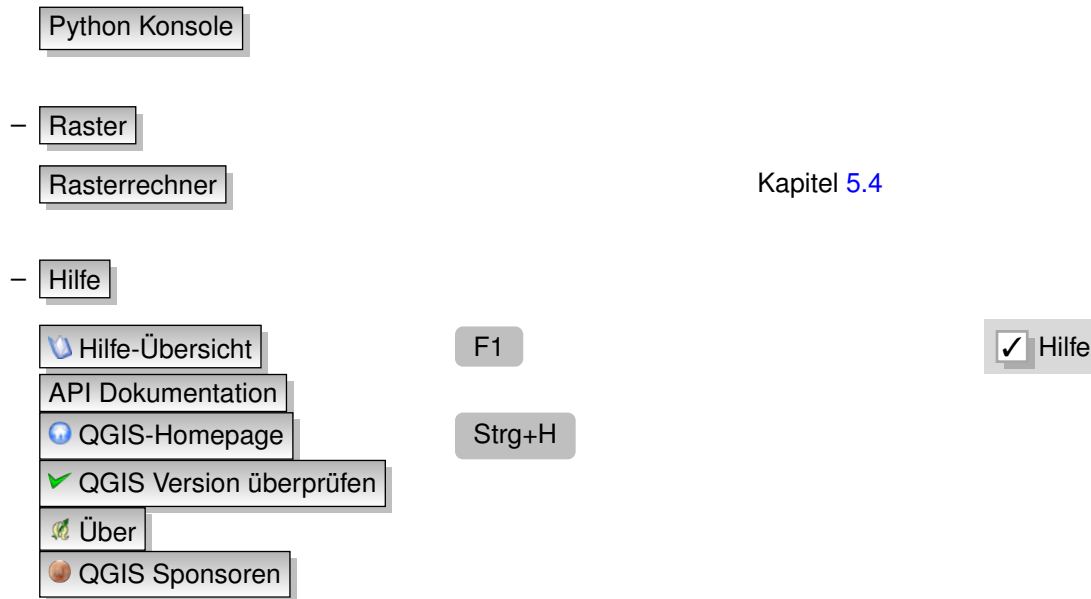 Python Konsole
– Raster
Rasterrechner Kapitel 5.4
– Hilfe
Hilfe-Übersicht F1 ✓ Hilfe
API Dokumentation
QGIS-Homepage Strg+H
QGIS Version überprüfen
Über
QGIS Sponsoren